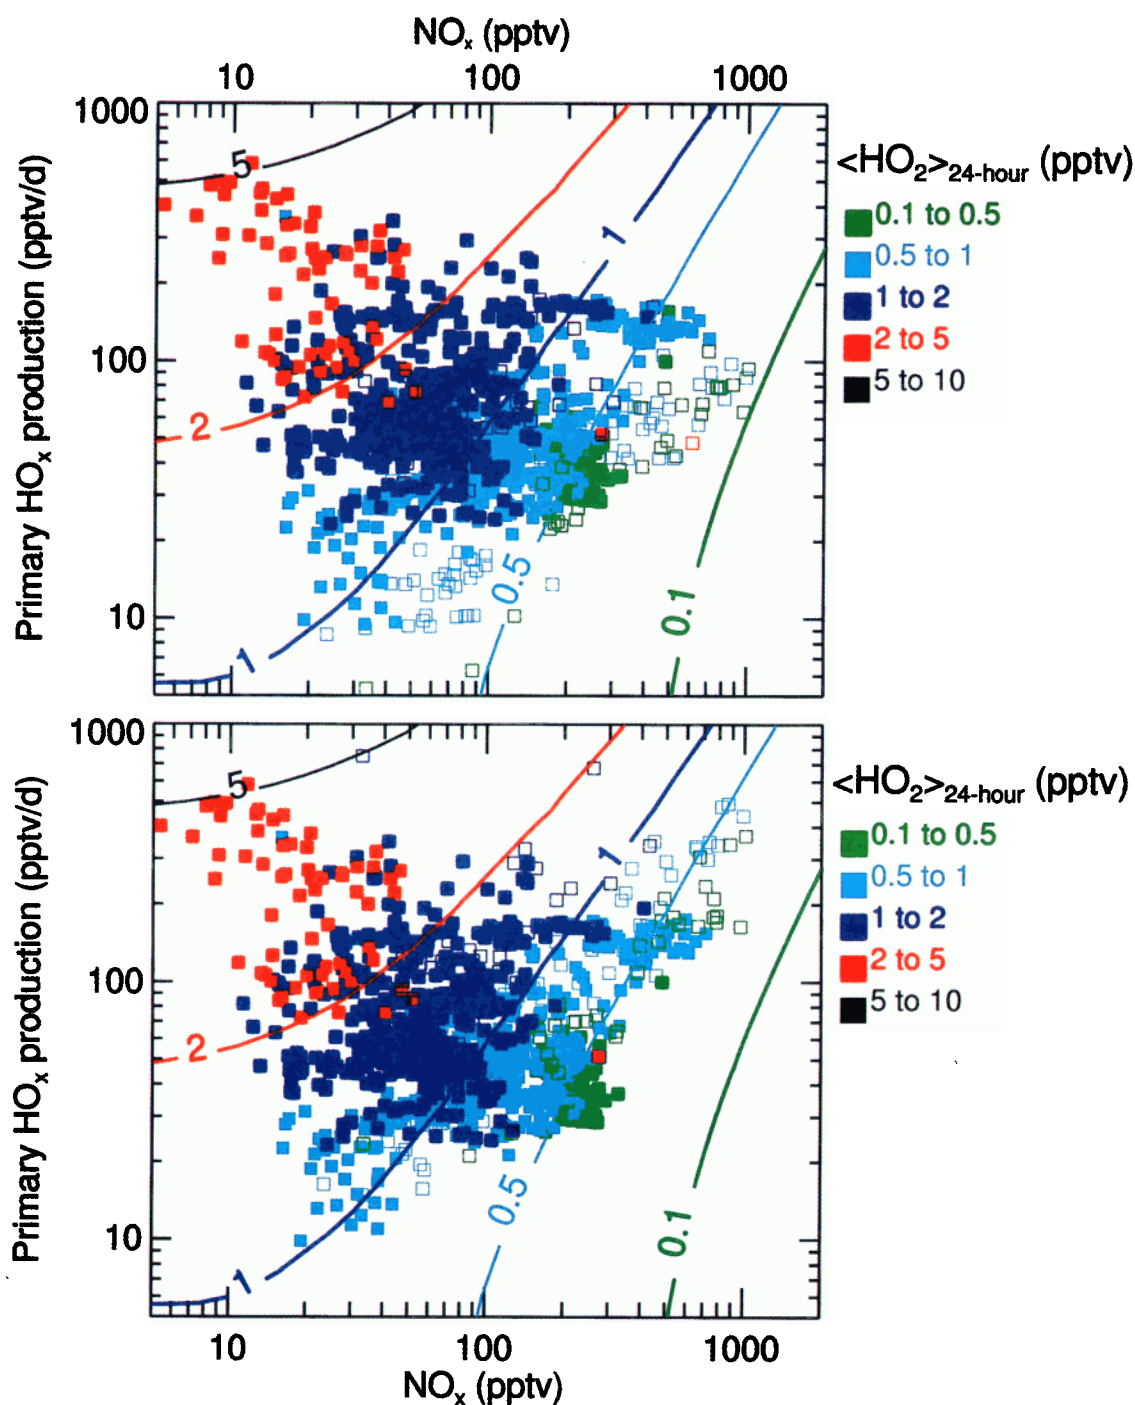 NOx (pptv)
10 100 1000
1000
100
10
Primary HOx production (pptv/d)
5
2
1
1
0.5
0.1
<HO2>24-hour (pptv)
0.1 to 0.5
0.5 to 1
1 to 2
2 to 5
5 to 10
1000
100
10
Primary HOx production (pptv/d)
5
2
1
1
0.5
0.1
<HO2>24-hour (pptv)
0.1 to 0.5
0.5 to 1
1 to 2
2 to 5
5 to 10
10 100 1000
NOx (pptv)